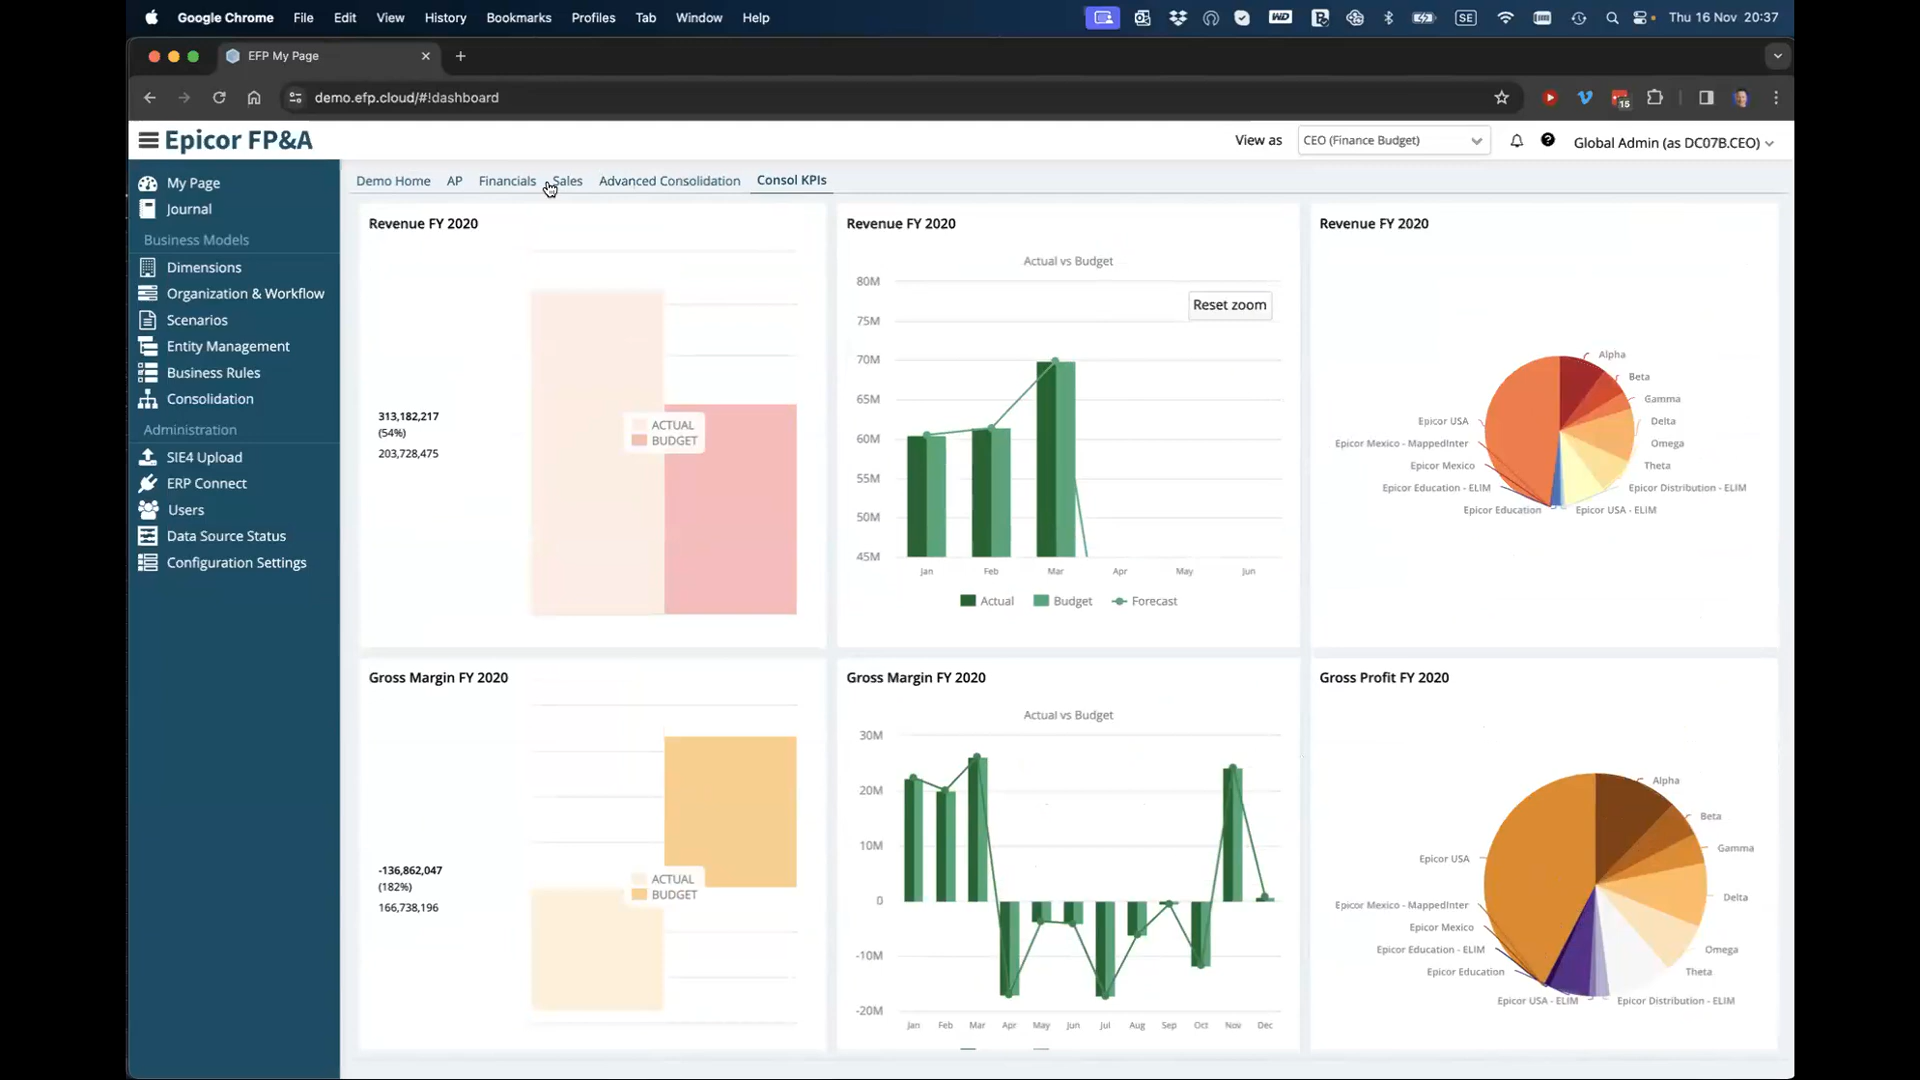 Google Chrome File Edit View History Bookmarks Profiles Tab Window Help WD SE Thu 16 Nov 20:37
EFP My Page
demo.efp.cloud/#!dashboard 15
Epicor FP&A View as CEO (Finance Budget) Global Admin (as DC07B.CEO)
Demo Home AP Financials Sales Advanced Consolidation Consol KPIs
My Page
Journal
Business Models
Dimensions
Organization & Workflow
Scenarios
Entity Management
Business Rules
Consolidation
Administration
SIE4 Upload
ERP Connect
Users
Data Source Status
Configuration Settings
Revenue FY 2020
313,182,217
(54%)
203,728,475
ACTUAL
BUDGET
Revenue FY 2020
Actual vs Budget
Reset zoom
80M
75M
70M
65M
60M
55M
50M
45M
Jan Feb Mar Apr May Jun
Actual Budget Forecast
Revenue FY 2020
Alpha
Beta
Gamma
Delta
Omega
Theta
Epicor Distribution - ELIM
Epicor USA - ELIM
Epicor USA
Epicor Mexico - MappedInter
Epicor Mexico
Epicor Education - ELIM
Epicor Education
Gross Margin FY 2020
-136,862,047
(182%)
166,738,196
ACTUAL
BUDGET
Gross Margin FY 2020
Actual vs Budget
30M
20M
10M
0
-10M
-20M
Jan Feb Mar Apr May Jun Jul Aug Sep Oct Nov Dec
Gross Profit FY 2020
Alpha
Beta
Gamma
Delta
Omega
Theta
Epicor Distribution - ELIM
Epicor USA
Epicor Mexico - MappedInter
Epicor Mexico
Epicor Education - ELIM
Epicor Education
Epicor USA - ELIM